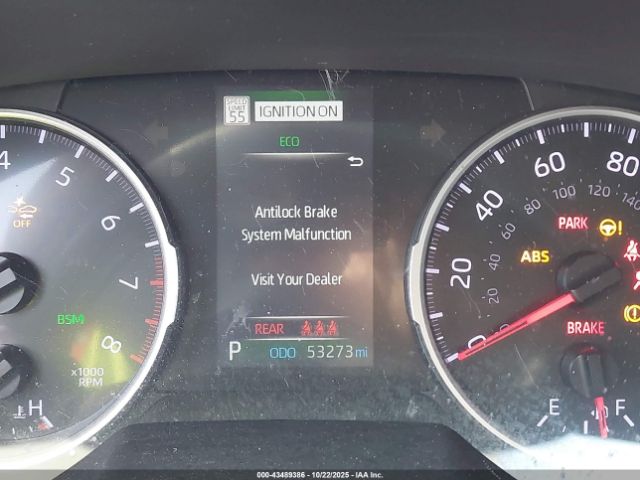 SPEED
LIMIT
55
IGNITION ON
ECO
Antilock Brake
System Malfunction
Visit Your Dealer
REAR
P ODO 53273 mi
4
5
6
7
8
OFF
BSM
x1000
RPM
H
0
20
40
60
80
0
20
40
60
80
100
120
140
PARK
ABS
BRAKE
E F
000-43489386 - 10/22/2025 - IAA Inc.